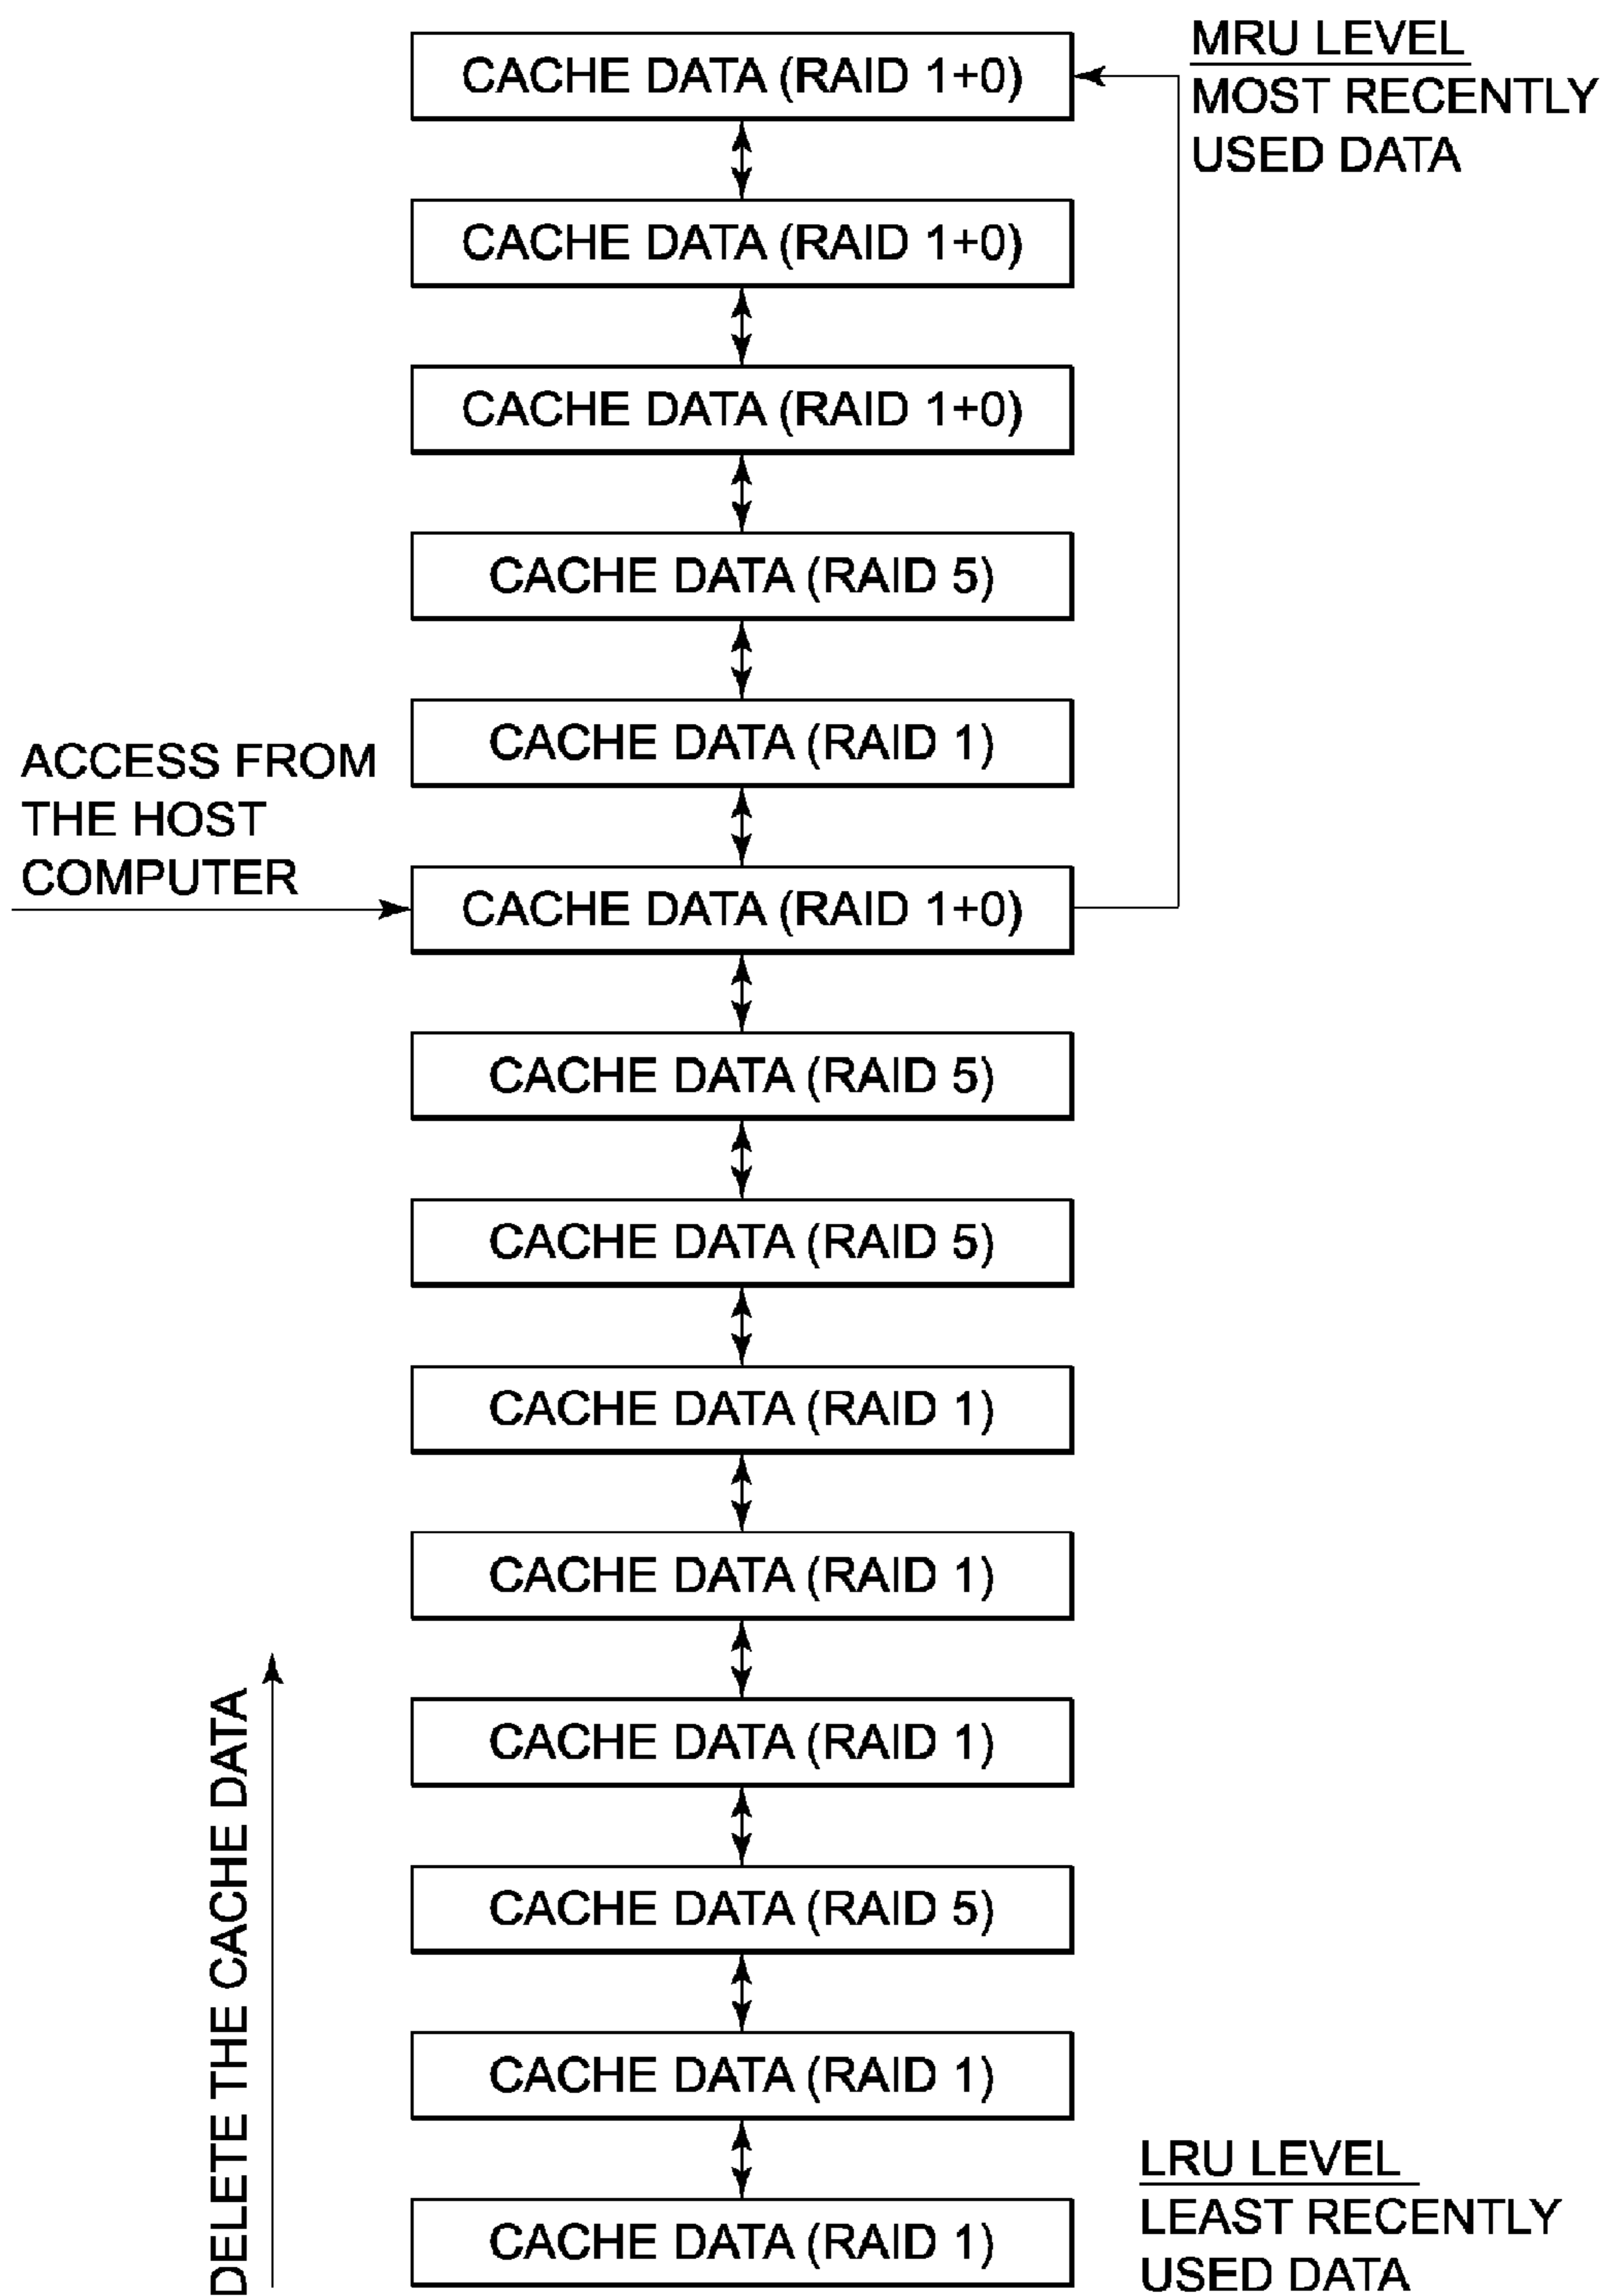 MRU LEVEL
MOST RECENTLY
USED DATA
CACHE DATA (RAID 1+0)
CACHE DATA (RAID 1+0)
CACHE DATA (RAID 1+0)
CACHE DATA (RAID 5)
CACHE DATA (RAID 1)
ACCESS FROM
THE HOST
COMPUTER
CACHE DATA (RAID 1+0)
CACHE DATA (RAID 5)
CACHE DATA (RAID 5)
CACHE DATA (RAID 1)
CACHE DATA (RAID 1)
CACHE DATA (RAID 1)
CACHE DATA (RAID 5)
CACHE DATA (RAID 1)
CACHE DATA (RAID 1)
DELETE THE CACHE DATA
LRU LEVEL
LEAST RECENTLY
USED DATA